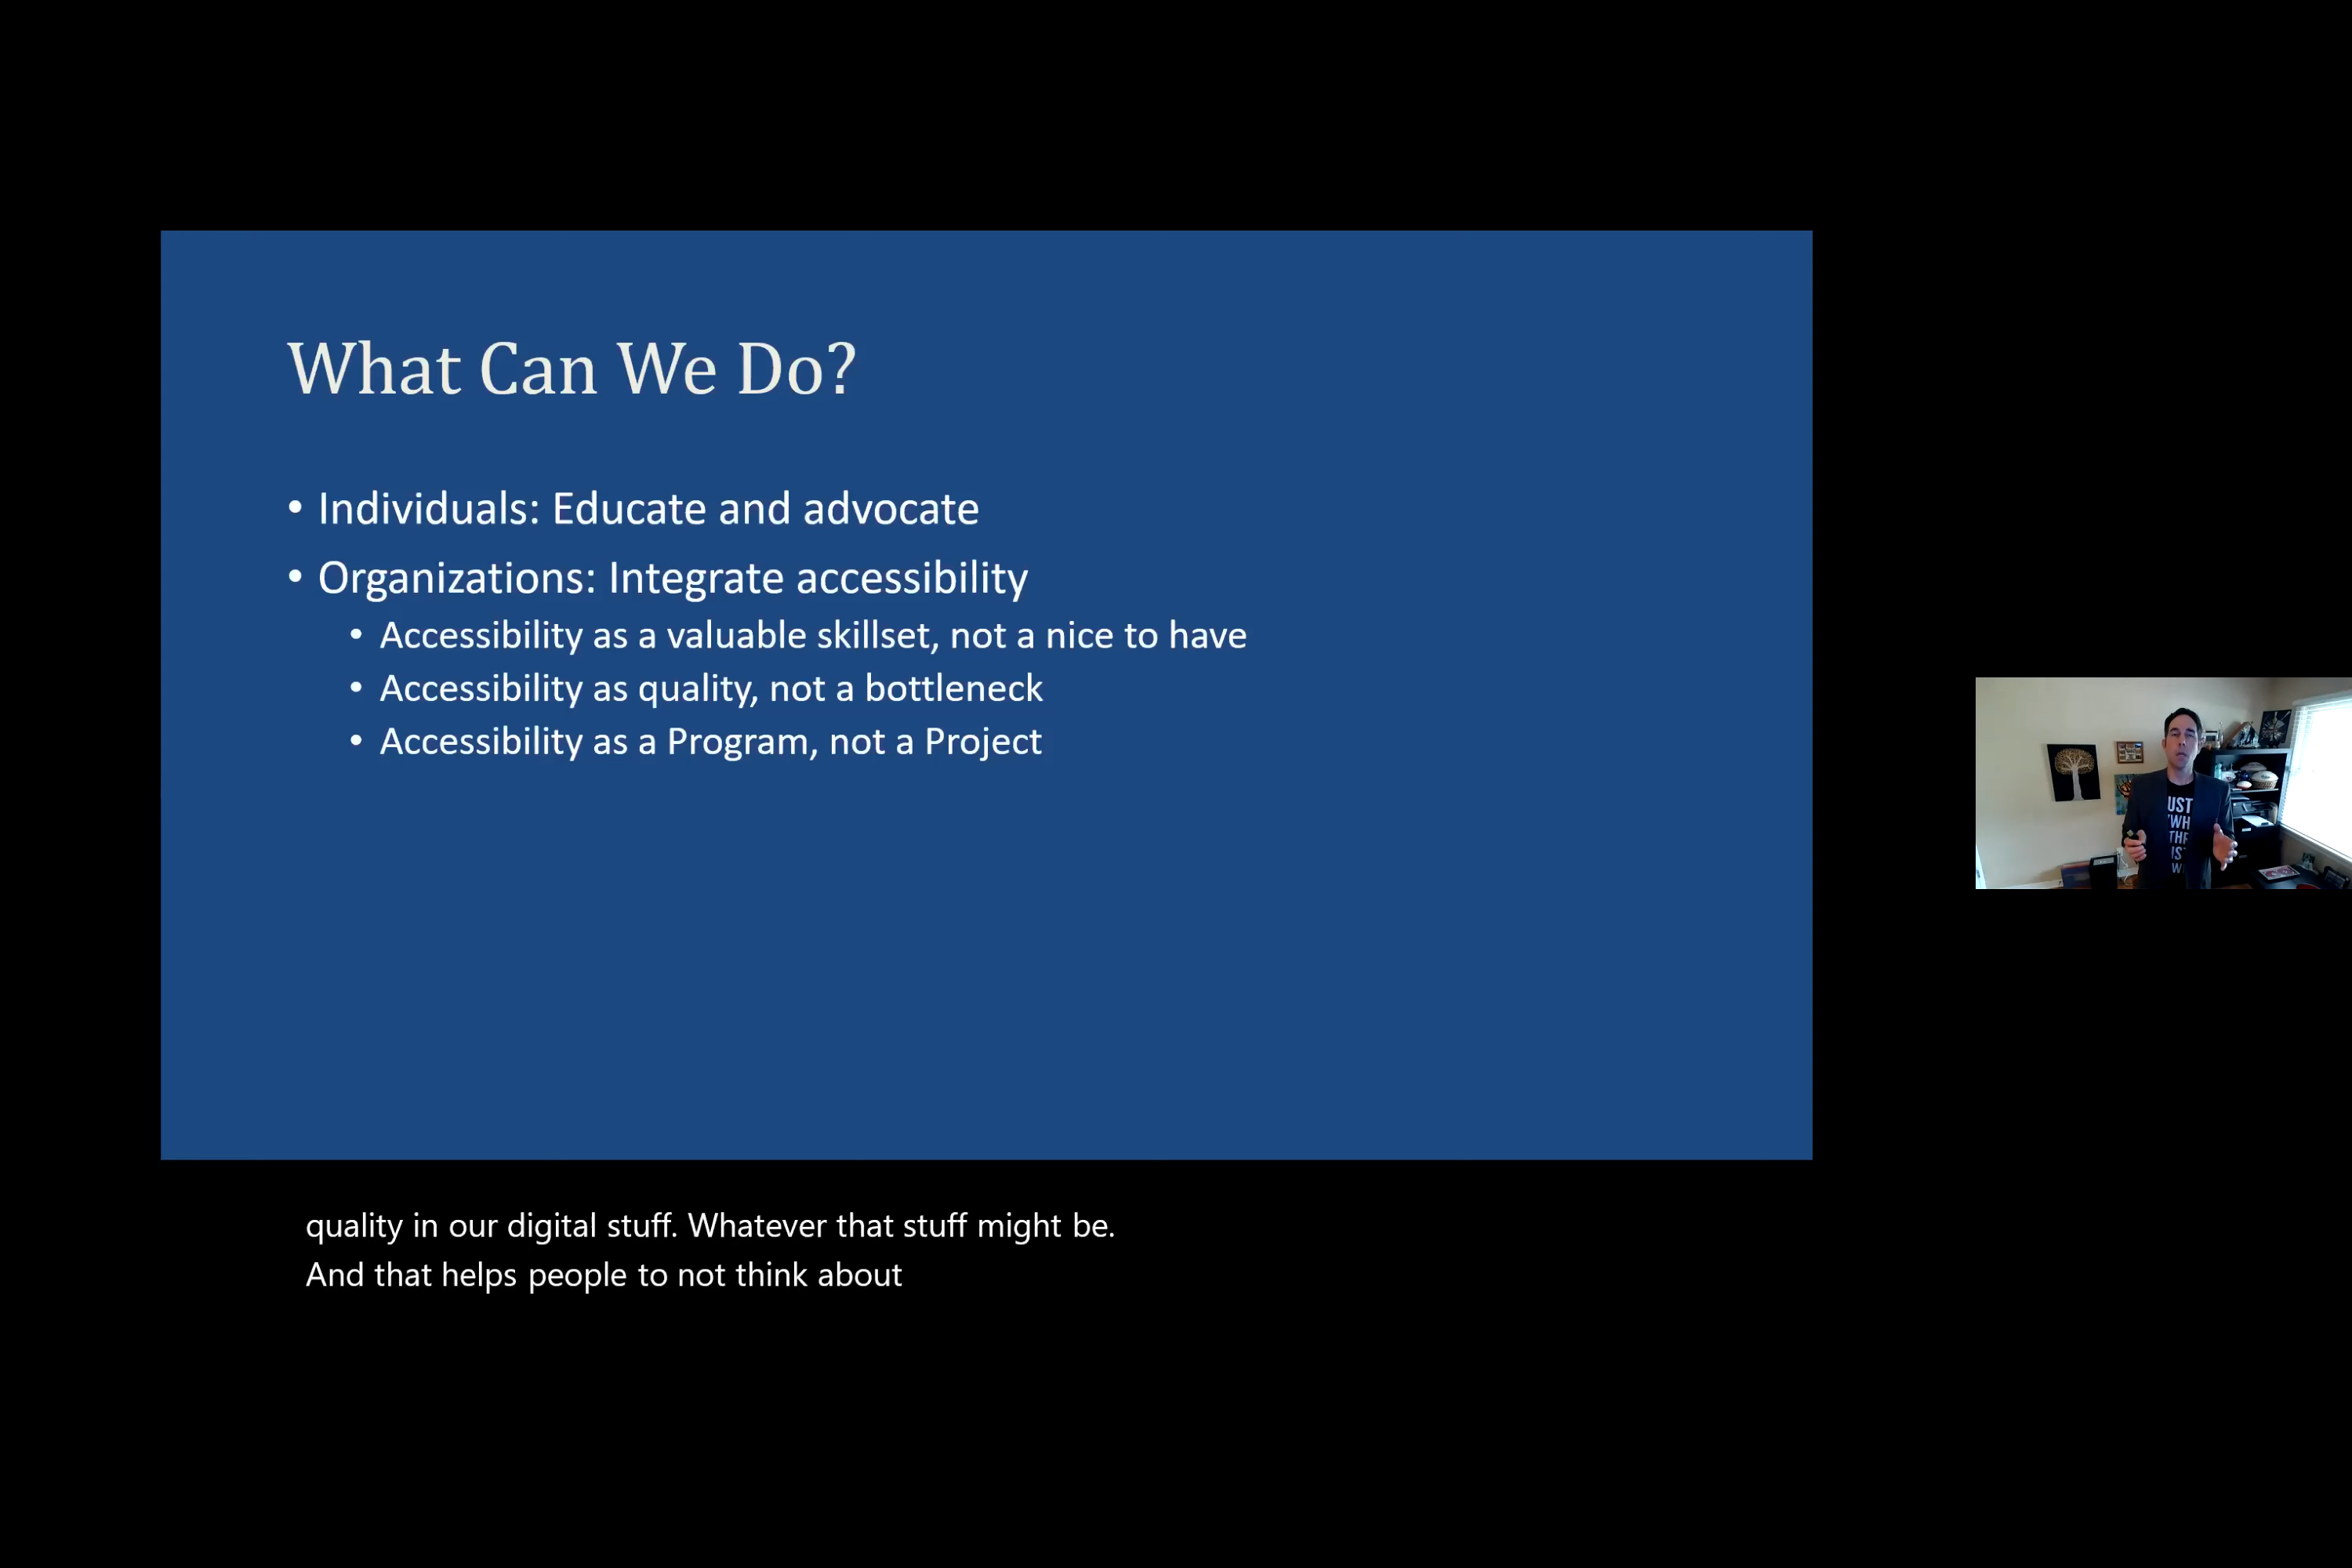 What Can We Do?
• Individuals: Educate and advocate
• Organizations: Integrate accessibility
• Accessibility as a valuable skillset, not a nice to have
• Accessibility as quality, not a bottleneck
• Accessibility as a Program, not a Project
quality in our digital stuff. Whatever that stuff might be.
And that helps people to not think about